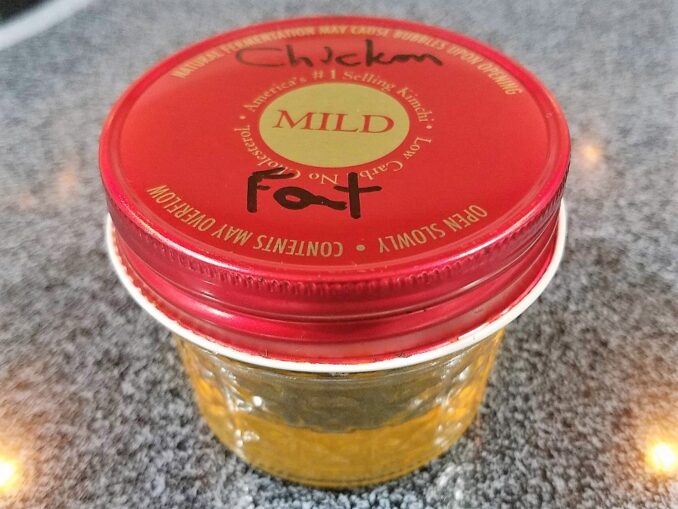 NATURAL FERMENTATION MAY CAUSE BUBBLES UPON OPENING
Chicken
• America's #1 Selling Kimchi • Low Carb / No Cholesterol
MILD
Fat
OPEN SLOWLY • CONTENTS MAY OVERFLOW